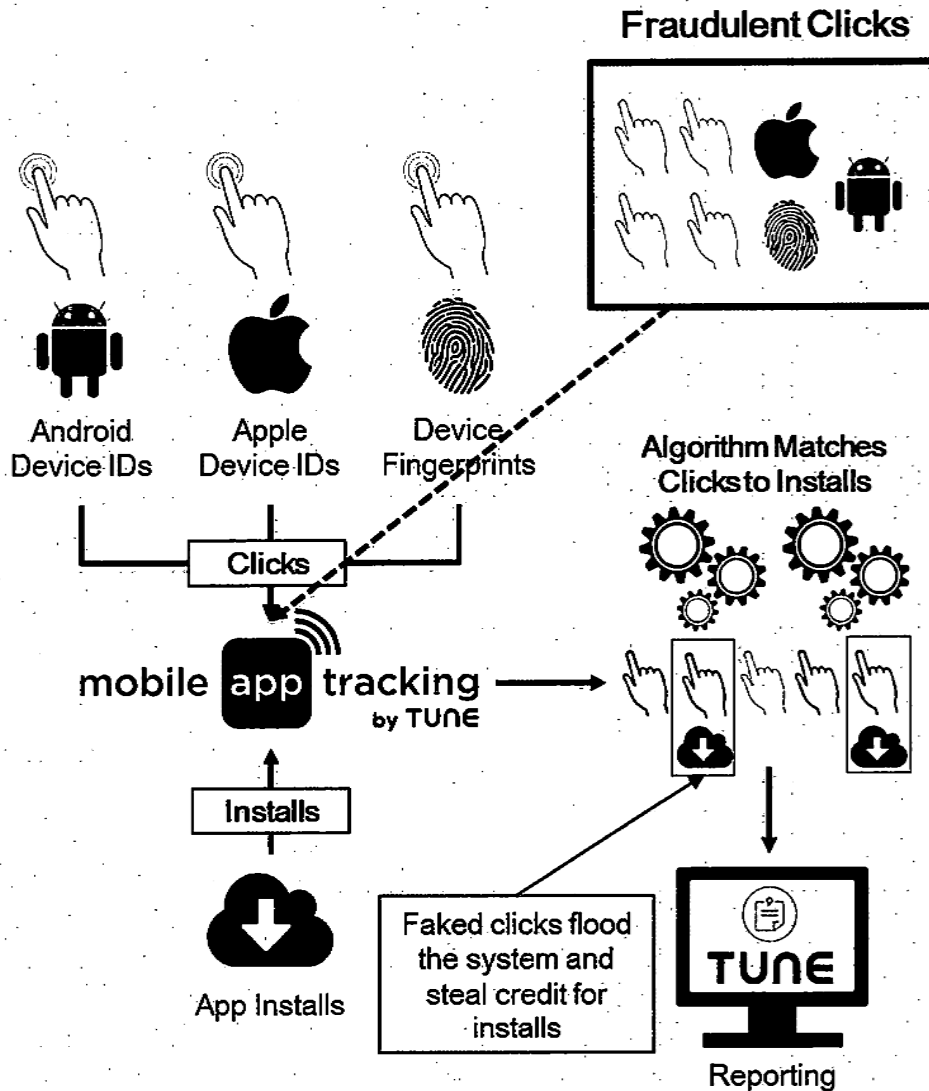 Fraudulent Clicks
Android
Device IDs
Apple
Device IDs
Device
Fingerprints
Clicks
mobile app tracking
by TUNE
Installs
App Installs
Algorithm Matches
Clicks to Installs
Faked clicks flood
the system and
steal credit for
installs
TUNE
Reporting